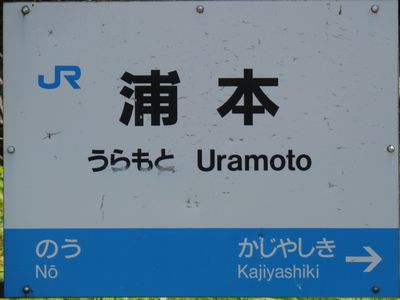 JR 浦本
うらもと Uramoto
のう かじやしき →
Nō Kajiyashiki